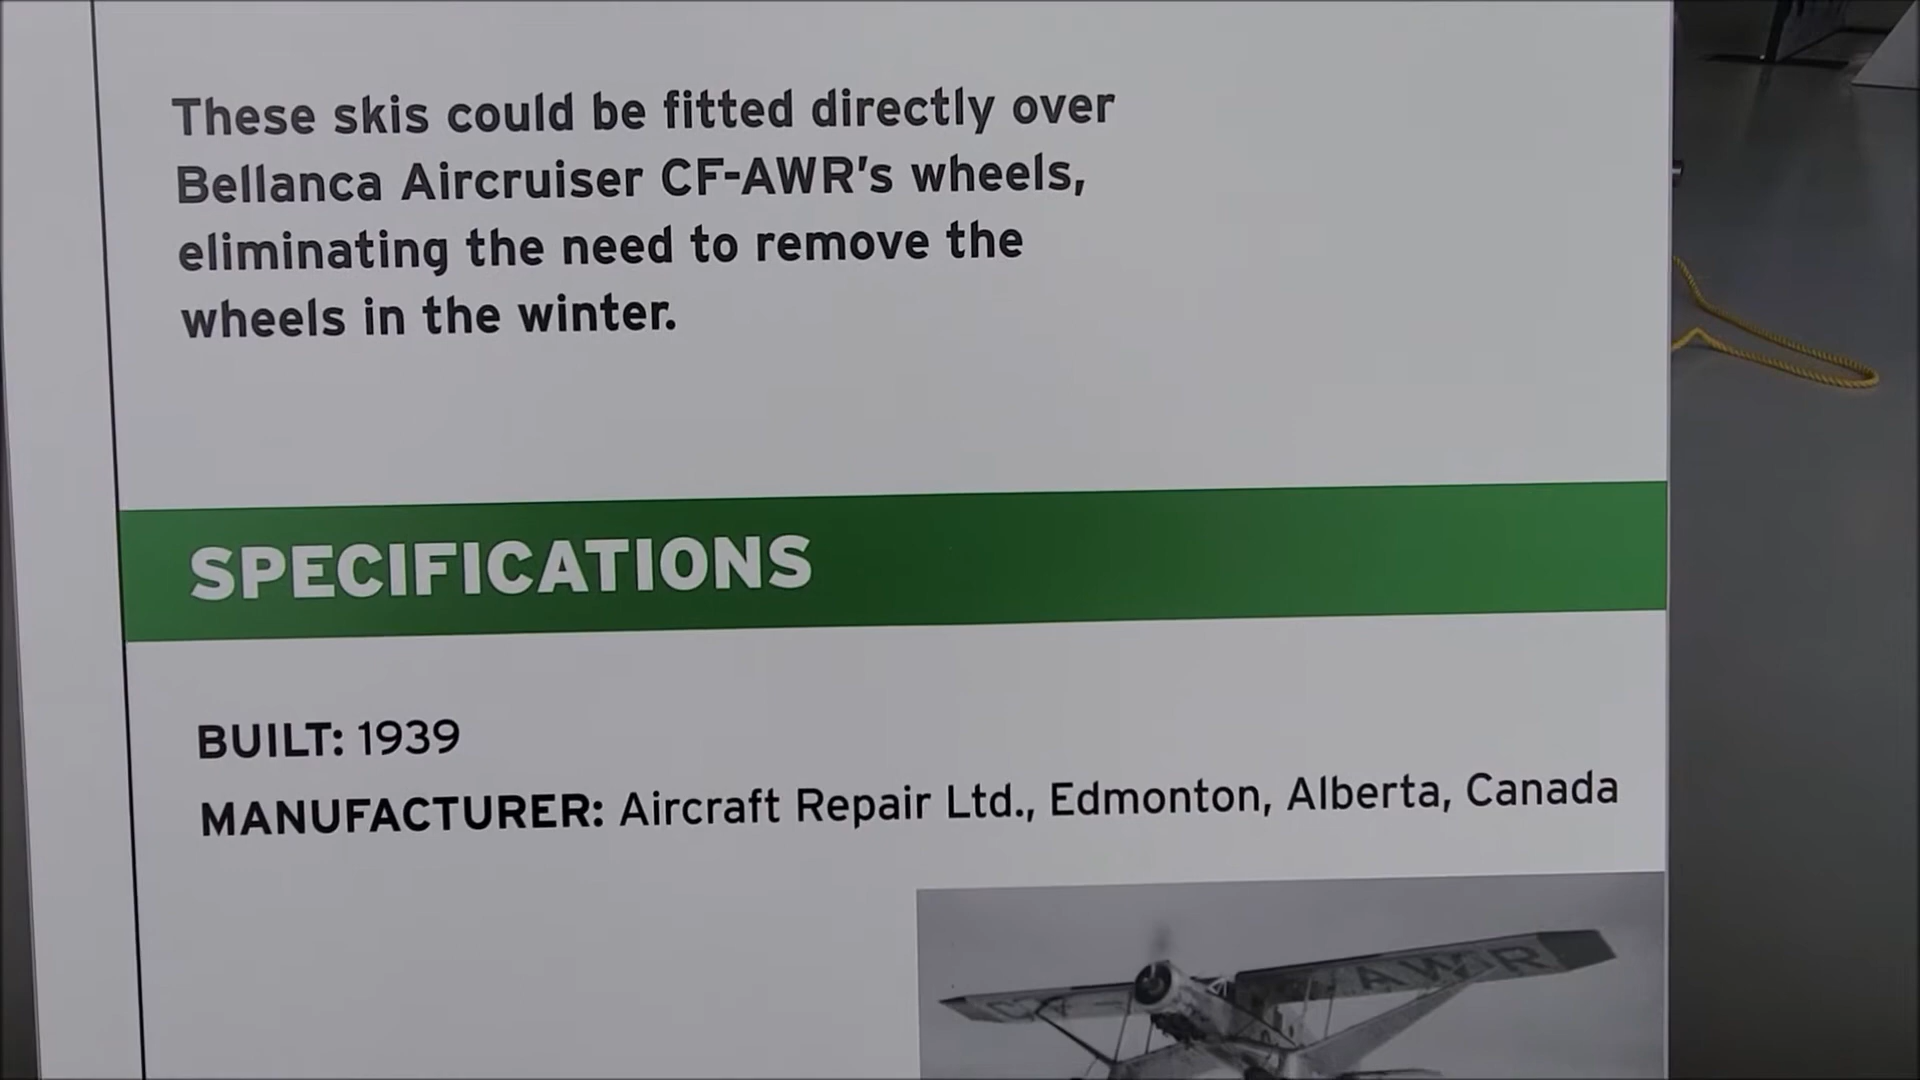 These skis could be fitted directly over
Bellanca Aircruiser CF-AWR's wheels,
eliminating the need to remove the
wheels in the winter.
SPECIFICATIONS
BUILT: 1939
MANUFACTURER: Aircraft Repair Ltd., Edmonton, Alberta, Canada
AWR